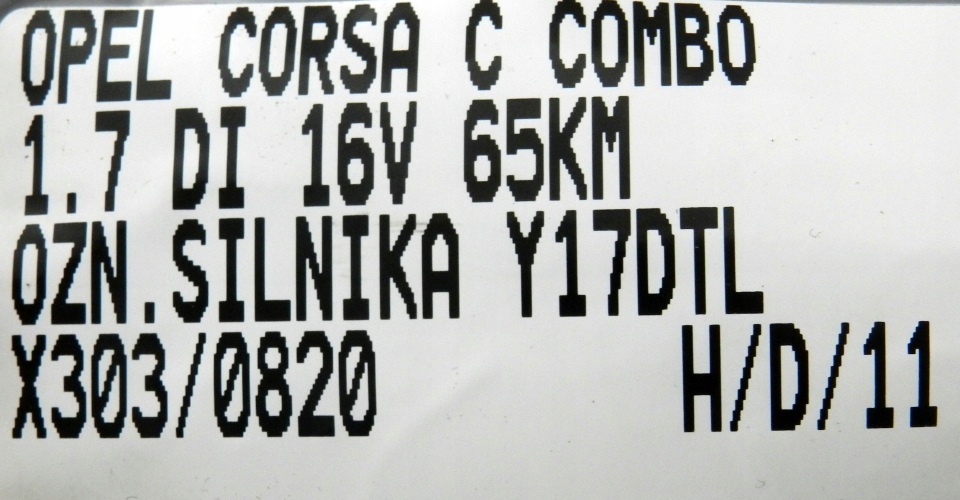 OPEL CORSA C COMBO
1.7 DI 16V 65KM
OZN.SILNIKA Y17DTL
X303/0820 H/D/11